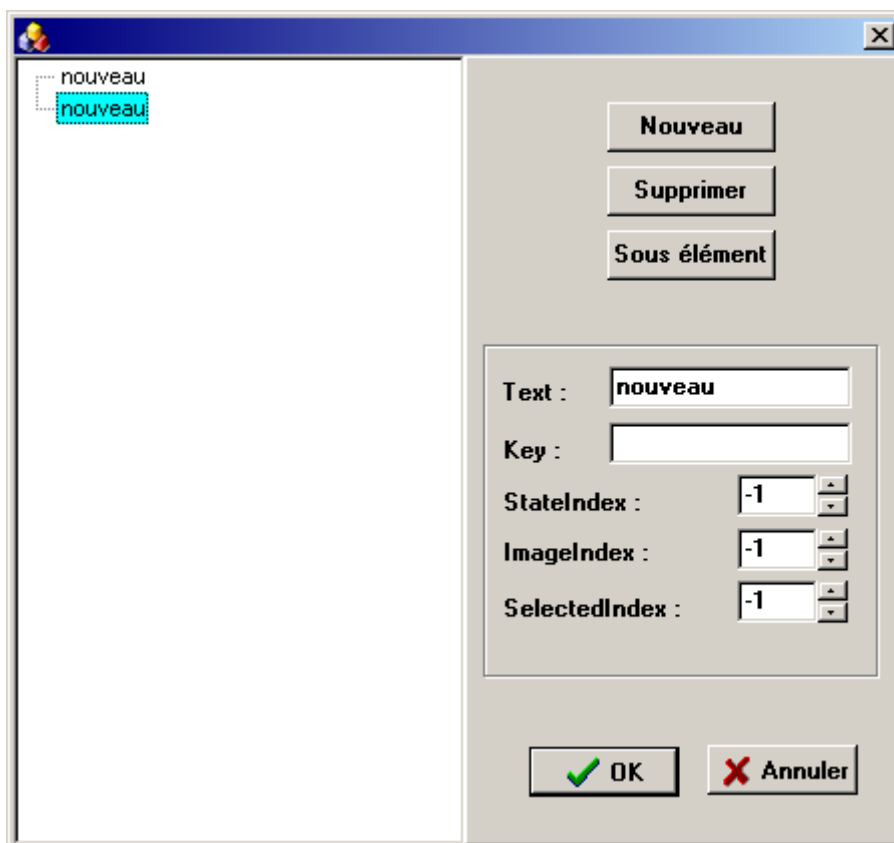 nouveau
nouveau
Nouveau
Supprimer
Sous élément
Text : nouveau
Key :
StateIndex : -1
ImageIndex : -1
SelectedIndex : -1
OK Annuler